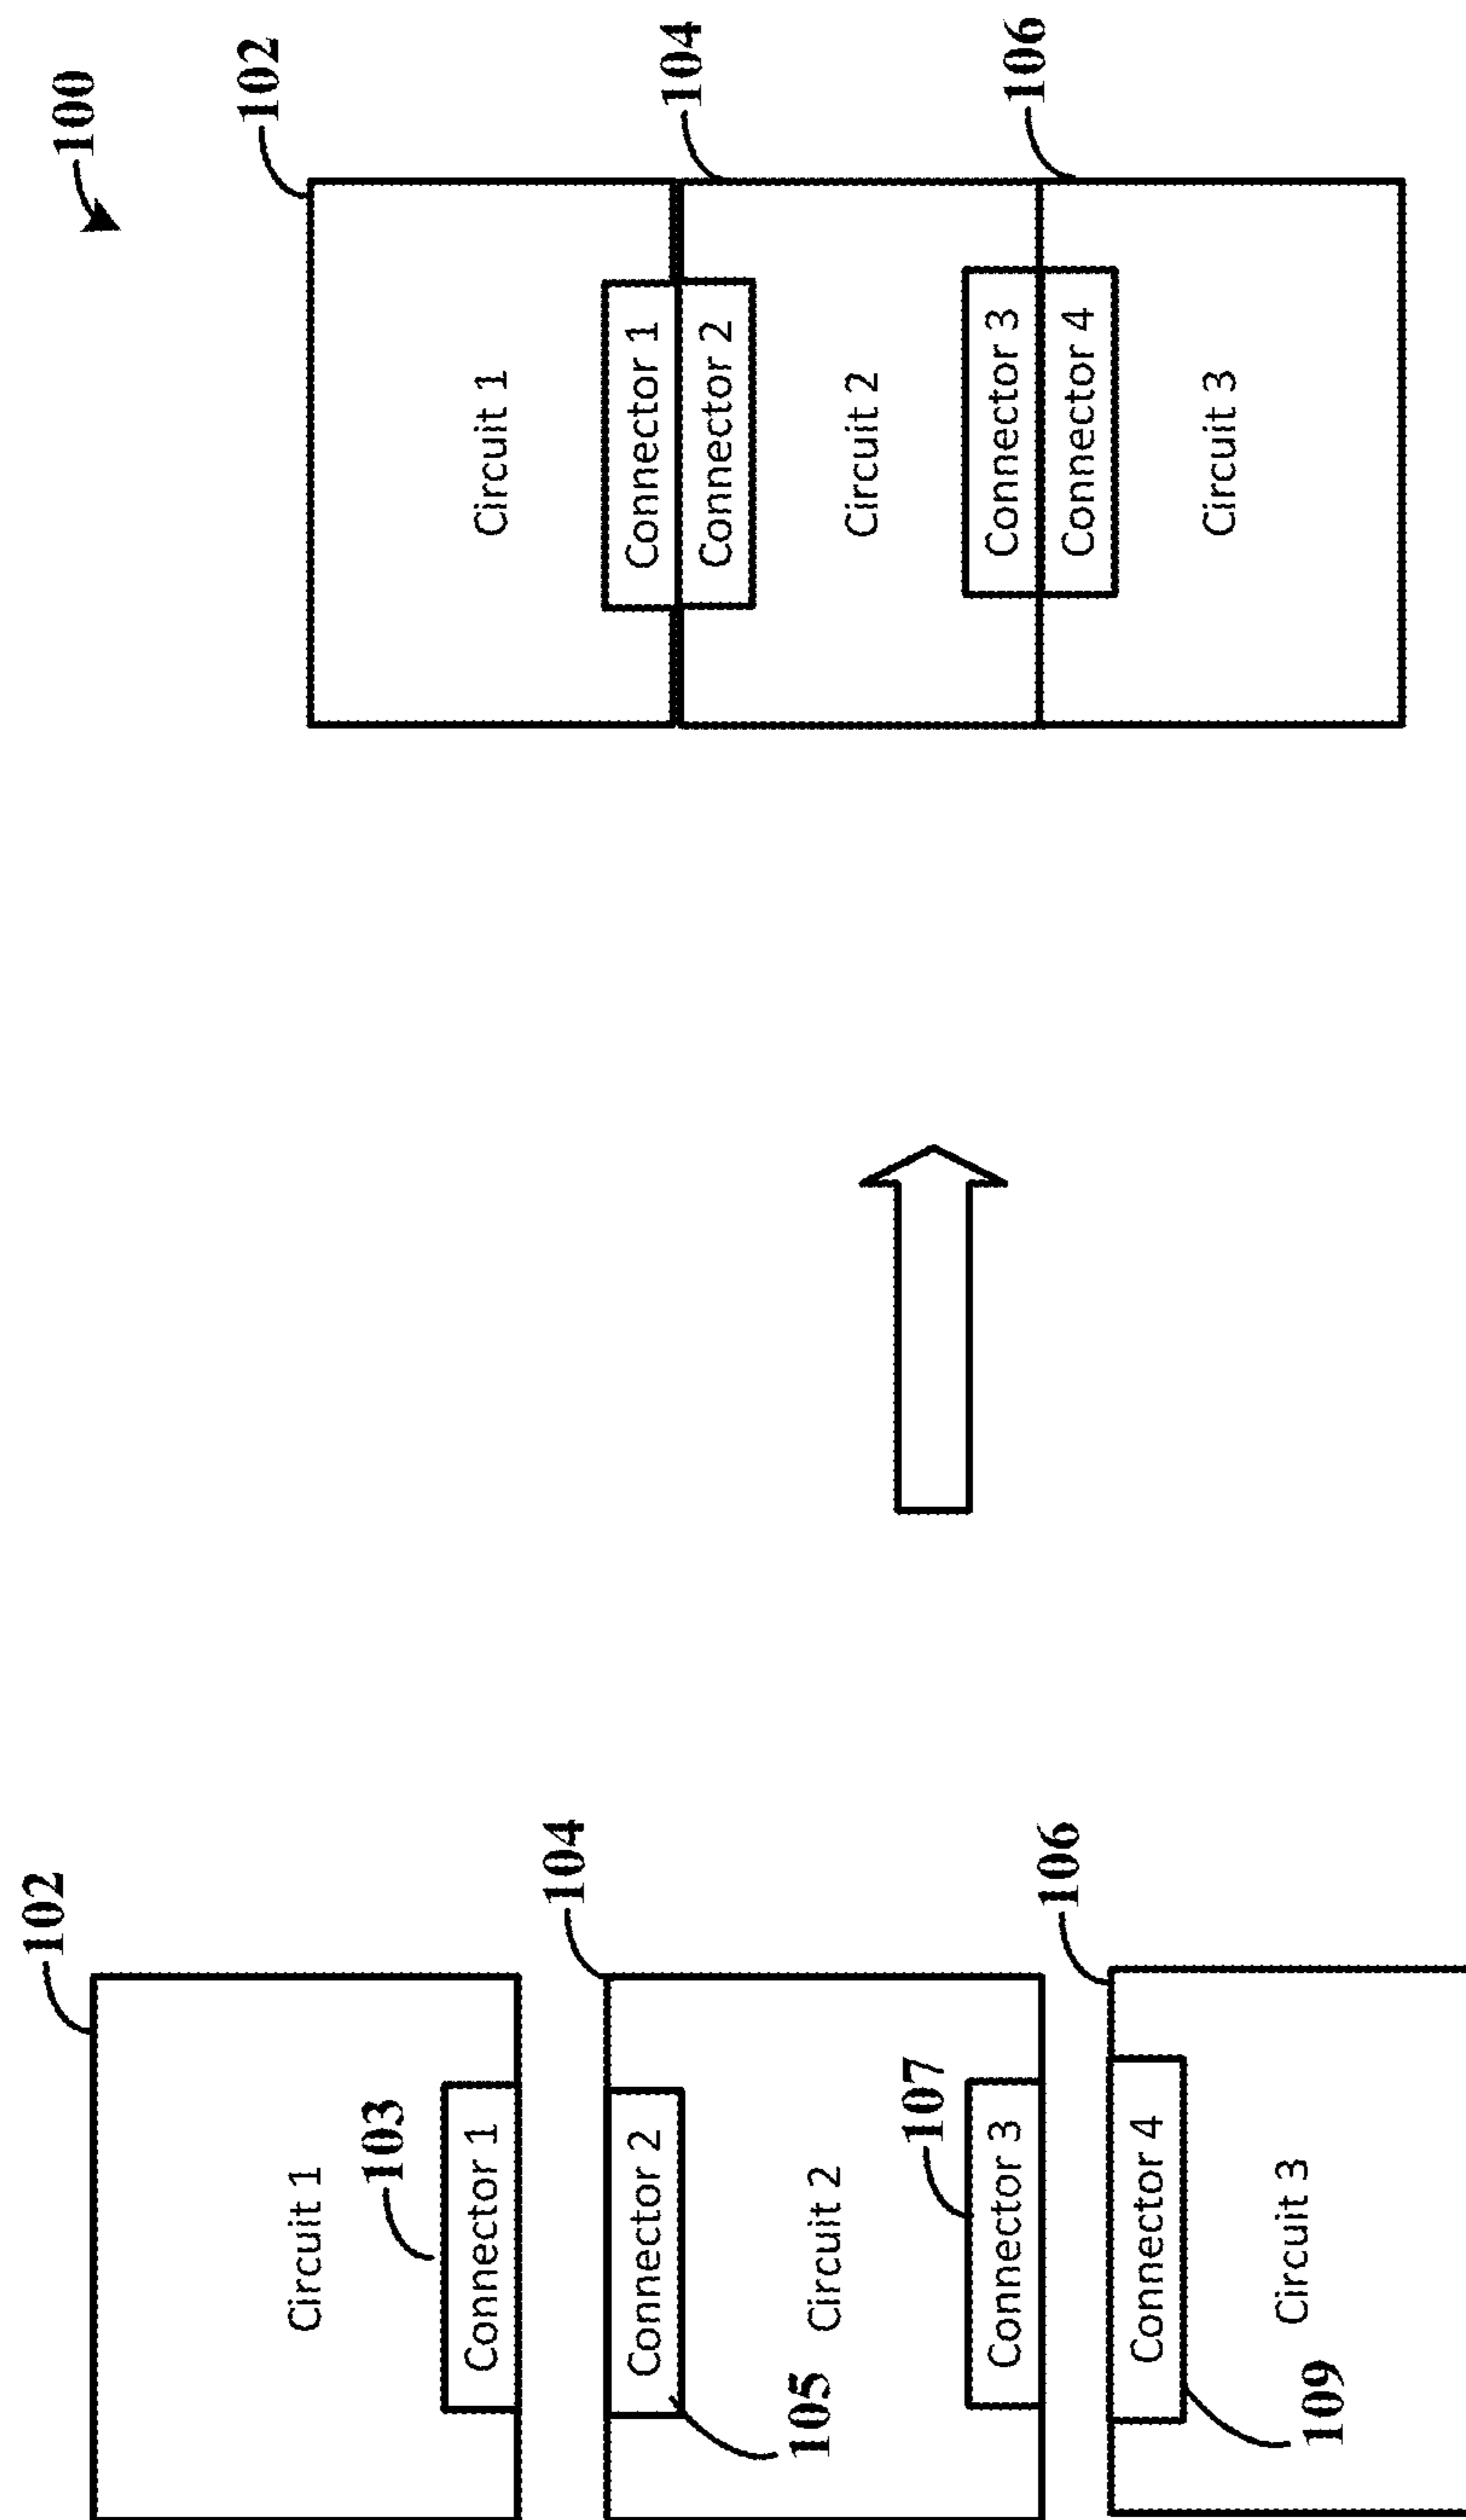 102
Circuit 1
103
Connector 1
104
Connector 2
105
Circuit 2
107
Connector 3
106
Connector 4
Circuit 3
109
100
102
Circuit 1
Connector 1
104
Connector 2
Circuit 2
Connector 3
106
Connector 4
Circuit 3